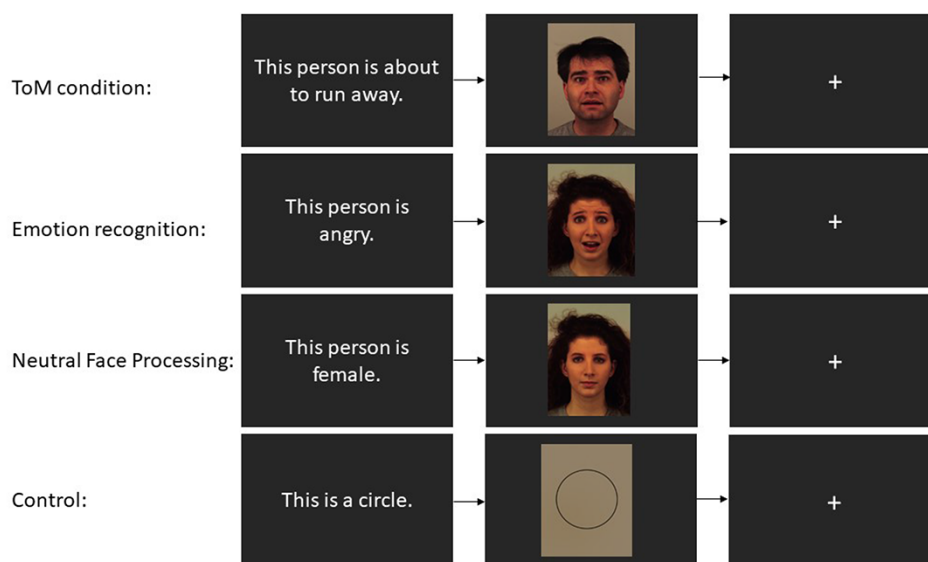 ToM condition:
This person is about
to run away.
+
Emotion recognition:
This person is
angry.
+
Neutral Face Processing:
This person is
female.
+
Control:
This is a circle.
+